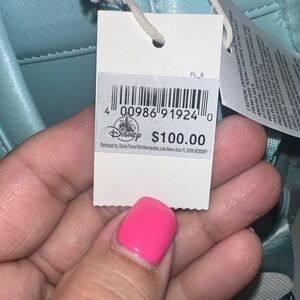 FL_8
4 00986 91924 0
Disney
$100.00
Distributed by: Disney Theme Park Merchandise, Lake Buena Vista, FL 32830 ©DISNEY